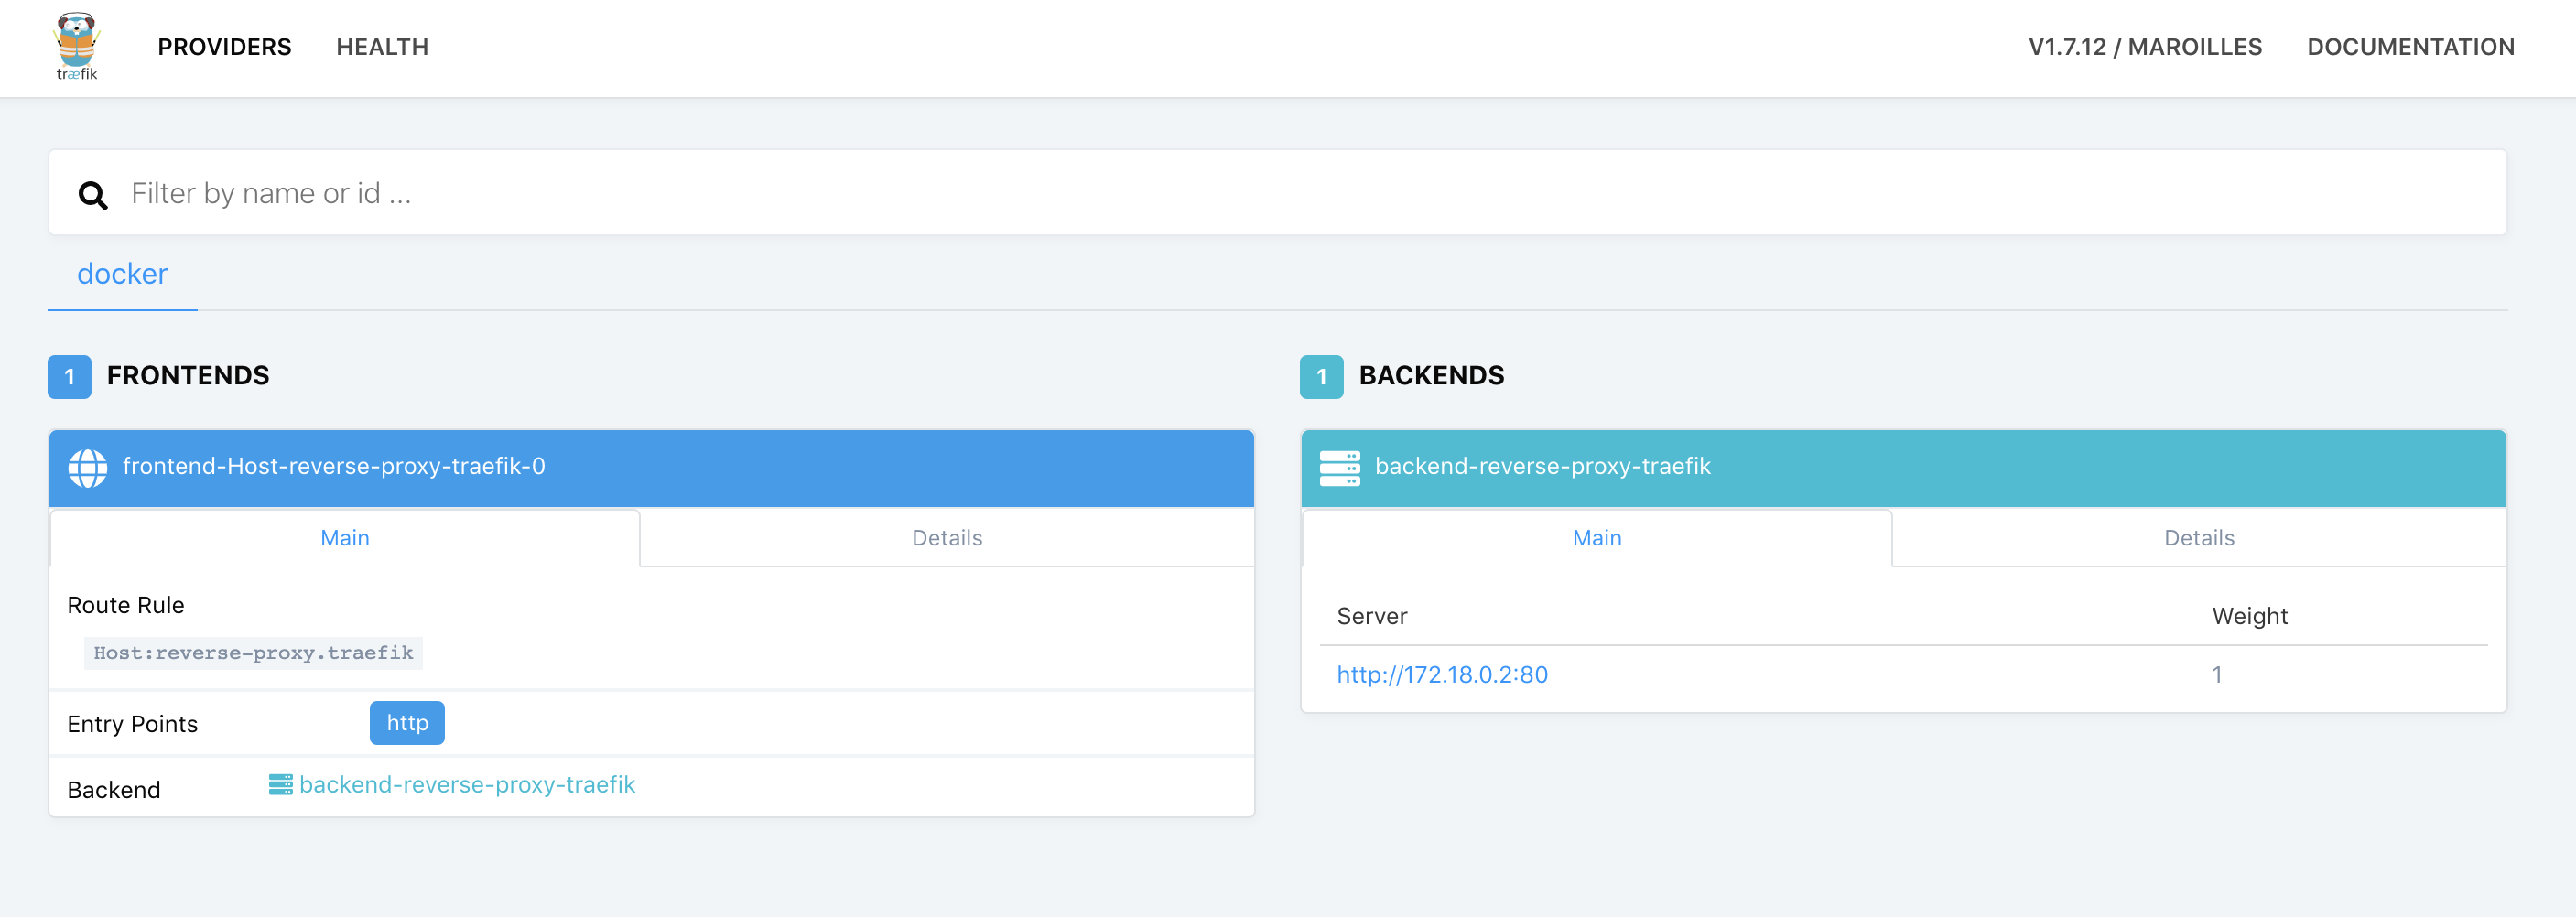 træfik
PROVIDERS
HEALTH
V1.7.12 / MAROILLES
DOCUMENTATION
Filter by name or id ...
docker
1 FRONTENDS
frontend-Host-reverse-proxy-traefik-0
Main
Details
Route Rule
Host:reverse-proxy.traefik
Entry Points
http
Backend
backend-reverse-proxy-traefik
1 BACKENDS
backend-reverse-proxy-traefik
Main
Details
Server
Weight
http://172.18.0.2:80
1